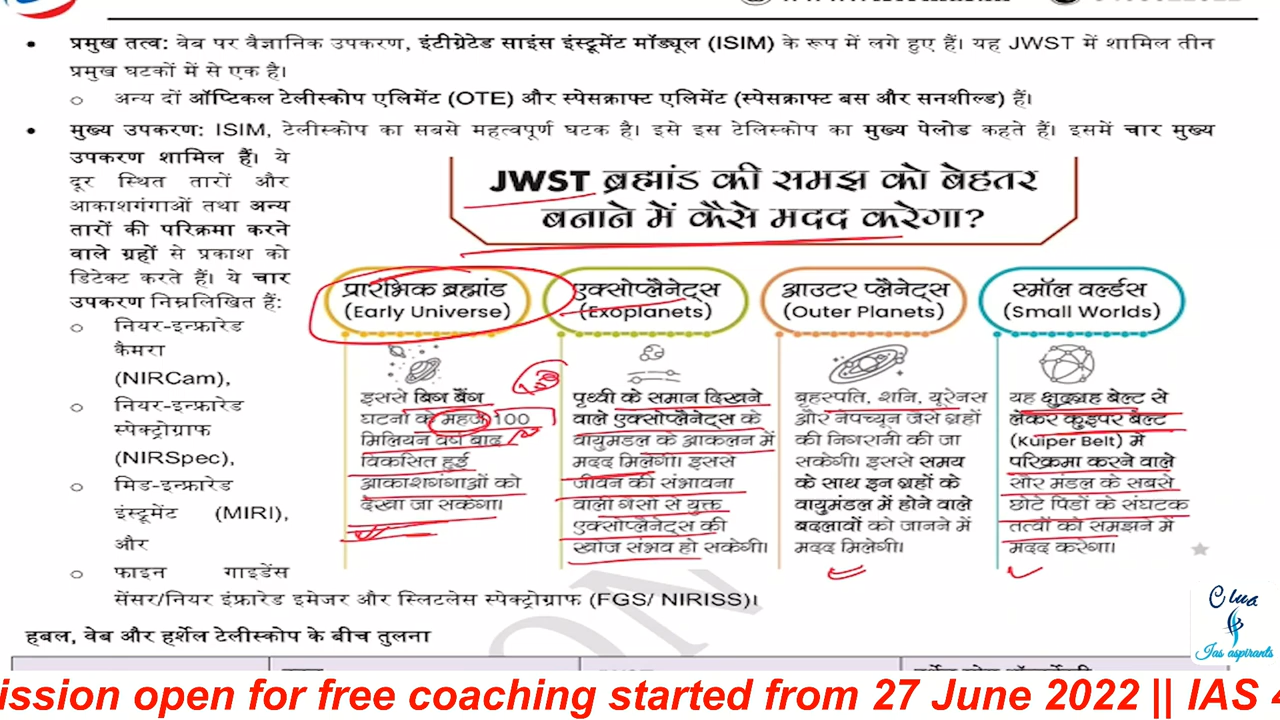 • प्रमुख तत्व: वेब पर वैज्ञानिक उपकरण, इंटीग्रेटेड साइंस इंस्ट्रूमेंट मॉड्यूल (ISIM) के रूप में लगे हुए हैं। यह JWST में शामिल तीन
प्रमुख घटकों में से एक है।
○ अन्य दों ऑप्टिकल टेलीस्कोप एलिमेंट (OTE) और स्पेसक्राफ्ट एलिमेंट (स्पेसक्राफ्ट बस और सनशील्ड) हैं।
• मुख्य उपकरण: ISIM, टेलीस्कोप का सबसे महत्वपूर्ण घटक है। इसे इस टेलिस्कोप का मुख्य पेलोड कहते हैं। इसमें चार मुख्य
उपकरण शामिल हैं। ये
दूर स्थित तारों और
आकाशगंगाओं तथा अन्य
तारों की परिक्रमा करने
वाले ग्रहों से प्रकाश को
डिटेक्ट करते हैं। ये चार
उपकरण निम्नलिखित हैं:
○ नियर-इन्फ्रारेड
कैमरा
(NIRCam),
○ नियर-इन्फ्रारेड
स्पेक्ट्रोग्राफ
(NIRSpec),
○ मिड-इन्फ्रारेड
इंस्ट्रूमेंट (MIRI),
और
○ फाइन गाइडेंस
सेंसर/नियर इंफ्रारेड इमेजर और स्लिटलेस स्पेक्ट्रोग्राफ (FGS/ NIRISS)।
JWST ब्रह्मांड की समझ को बेहतर
बनाने में कैसे मदद करेगा?
प्रारंभिक ब्रह्मांड
(Early Universe)
इससे बिग बैंग
घटना के महज 100
मिलियन वर्ष बाद
विकसित हुई
आकाशगंगाओं को
देखा जा सकेगा।
एक्सोप्लैनेट्स
(Exoplanets)
पृथ्वी के समान दिखने
वाले एक्सोप्लैनेट्स के
वायुमंडल के आकलन में
मदद मिलेगी। इससे
जीवन की संभावना
वाली गैसों से युक्त
एक्सोप्लैनेट्स की
खोज संभव हो सकेगी।
आउटर प्लैनेट्स
(Outer Planets)
बृहस्पति, शनि, यूरेनस
और नेपच्यून जैसे ग्रहों
की निगरानी की जा
सकेगी। इससे समय
के साथ इन ग्रहों के
वायुमंडल में होने वाले
बदलावों को जानने में
मदद मिलेगी।
स्मॉल वर्ल्डस
(Small Worlds)
यह क्षुद्रग्रह बेल्ट से
लेकर कुइपर बेल्ट
(Kuiper Belt) में
परिक्रमा करने वाले
सौर मंडल के सबसे
छोटे पिंडों के संघटक
तत्वों को समझने में
मदद करेगा।
हबल, वेब और हर्शेल टेलीस्कोप के बीच तुलना
Ias aspirants
ission open for free coaching started from 27 June 2022 || IAS 4